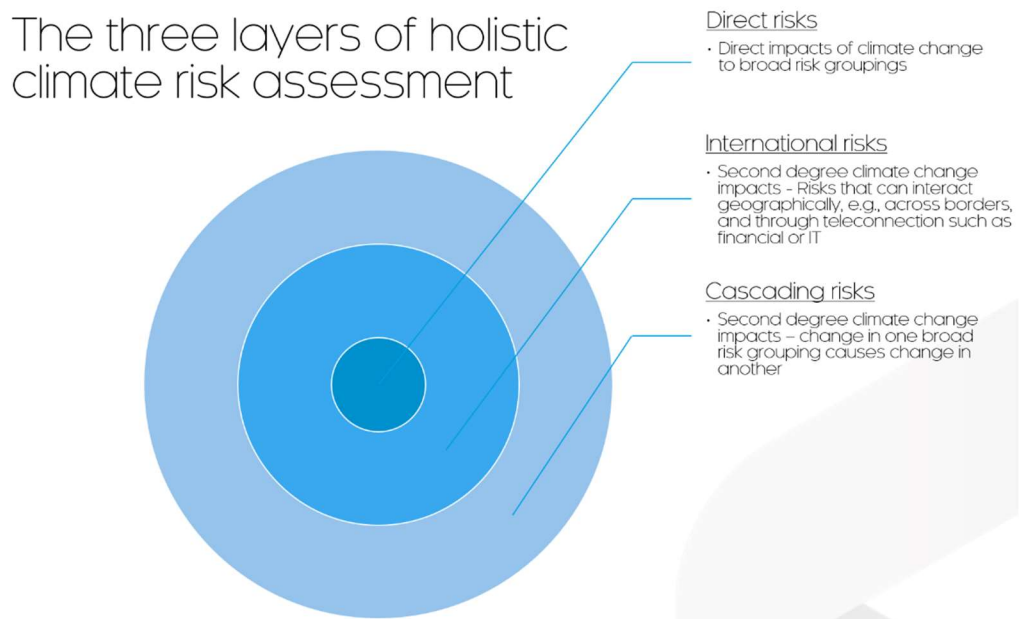 The three layers of holistic
climate risk assessment
Direct risks
• Direct impacts of climate change
to broad risk groupings
International risks
• Second degree climate change
impacts - Risks that can interact
geographically, e.g., across borders,
and through teleconnection such as
financial or IT
Cascading risks
• Second degree climate change
impacts – change in one broad
risk grouping causes change in
another